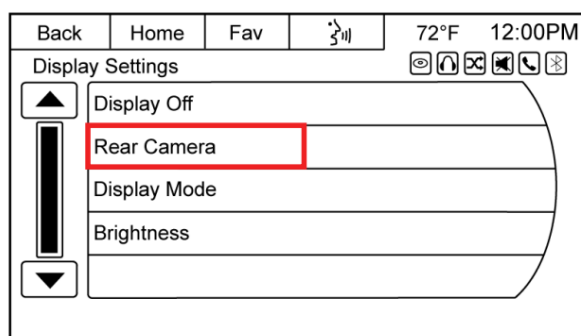 Back Home Fav 72°F 12:00PM
Display Settings
Display Off
Rear Camera
Display Mode
Brightness